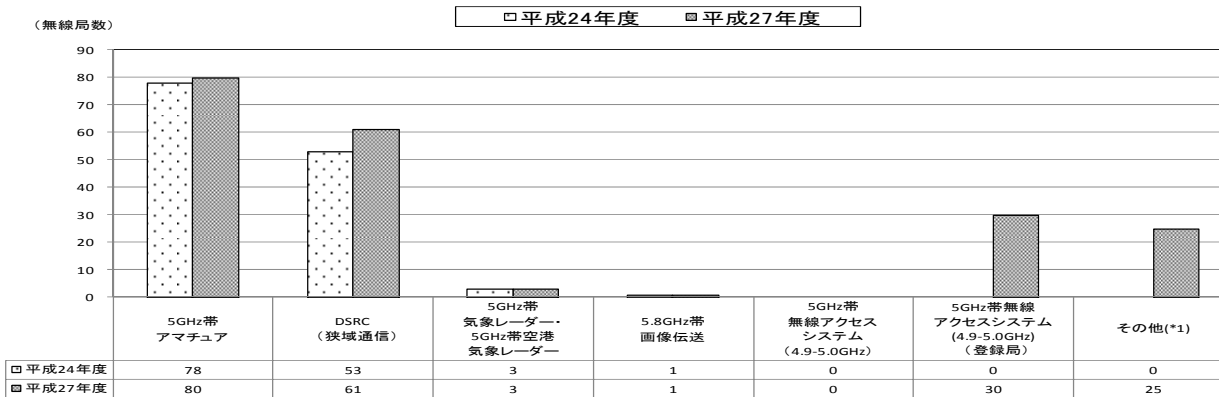 平成24年度 平成27年度
（無線局数）
90
80
70
60
50
40
30
20
10
0
5GHz帯
アマチュア
DSRC
（狭域通信）
5GHz帯
気象レーダー・
5GHz帯空港
気象レーダー
5.8GHz帯
画像伝送
5GHz帯
無線アクセス
システム
（4.9-5.0GHz）
5GHz帯無線
アクセスシステム
(4.9-5.0GHz)
（登録局）
その他(*1)
平成24年度 78 53 3 1 0 0 0
平成27年度 80 61 3 1 0 30 25